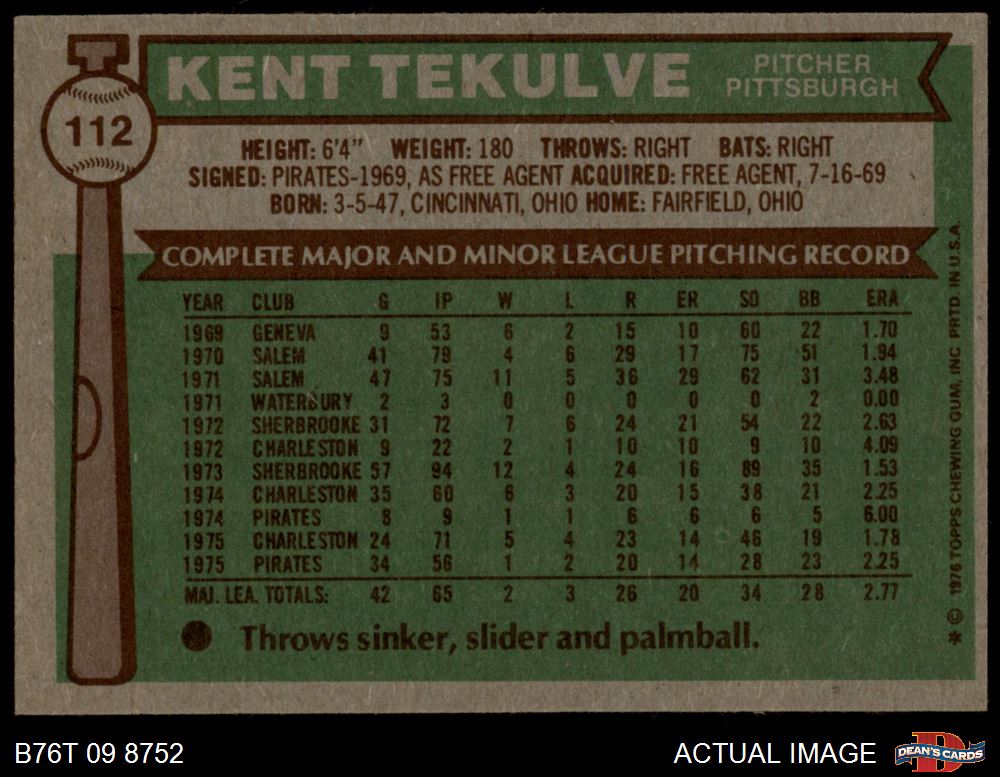 KENT TEKULVE
PITCHER
PITTSBURGH
112
HEIGHT: 6'4" WEIGHT: 180 THROWS: RIGHT BATS: RIGHT
SIGNED: PIRATES-1969, AS FREE AGENT ACQUIRED: FREE AGENT, 7-16-69
BORN: 3-5-47, CINCINNATI, OHIO HOME: FAIRFIELD, OHIO
COMPLETE MAJOR AND MINOR LEAGUE PITCHING RECORD
YEAR CLUB G IP W L R ER SO BB ERA
1969 GENEVA 9 53 6 2 15 10 60 22 1.70
1970 SALEM 41 79 4 6 29 17 75 51 1.94
1971 SALEM 47 75 11 5 36 29 62 31 3.48
1971 WATERBURY 2 3 0 0 0 0 0 2 0.00
1972 SHERBROOKE 31 72 7 6 24 21 54 22 2.63
1972 CHARLESTON 9 22 2 1 10 10 9 10 4.09
1973 SHERBROOKE 57 94 12 4 24 16 89 35 1.53
1974 CHARLESTON 35 60 6 3 20 15 38 21 2.25
1974 PIRATES 8 9 1 1 6 6 6 5 6.00
1975 CHARLESTON 24 71 5 4 23 14 46 19 1.78
1975 PIRATES 34 56 1 2 20 14 28 23 2.25
MAJ. LEA. TOTALS: 42 65 2 3 26 20 34 28 2.77
Throws sinker, slider and palmball.
* © 1976 TOPPS CHEWING GUM, INC PRTD. IN U.S.A.
B76T 09 8752
ACTUAL IMAGE
D
DEAN'S CARDS